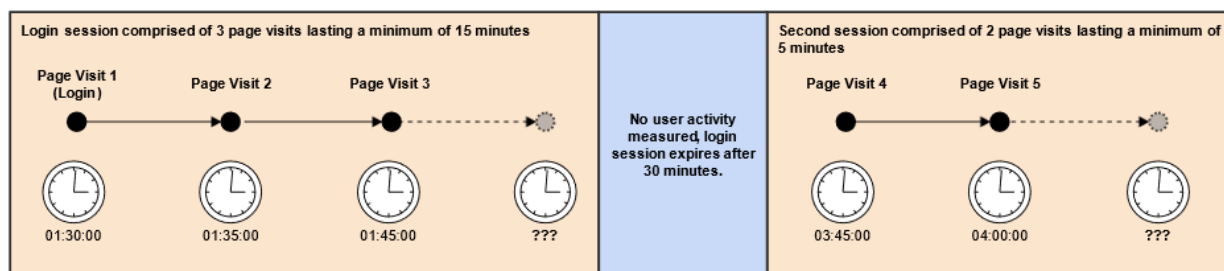 Login session comprised of 3 page visits lasting a minimum of 15 minutes
Page Visit 1
(Login)
Page Visit 2
Page Visit 3
01:30:00
01:35:00
01:45:00
???
No user activity
measured, login
session expires after
30 minutes.
Second session comprised of 2 page visits lasting a minimum of
5 minutes
Page Visit 4
Page Visit 5
03:45:00
04:00:00
???